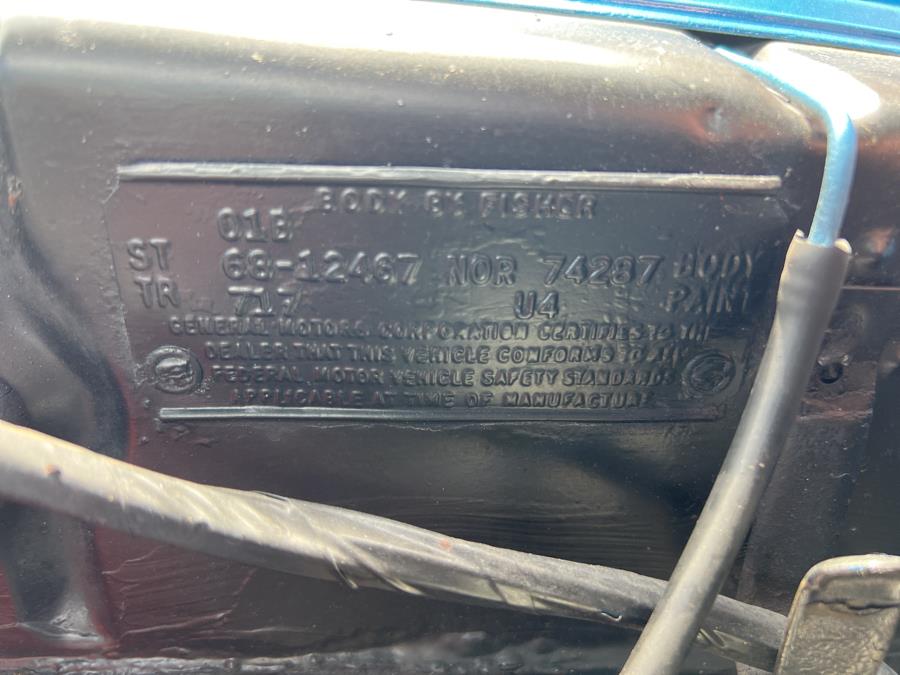 BODY BY FISHER
01B
ST 68-12467 NOR 74287 BODY
TR 717 U4 PAINT
GENERAL MOTORS CORPORATION CERTIFIES TO THE
DEALER THAT THIS VEHICLE CONFORMS TO ALL
FEDERAL MOTOR VEHICLE SAFETY STANDARDS
APPLICABLE AT TIME OF MANUFACTURE